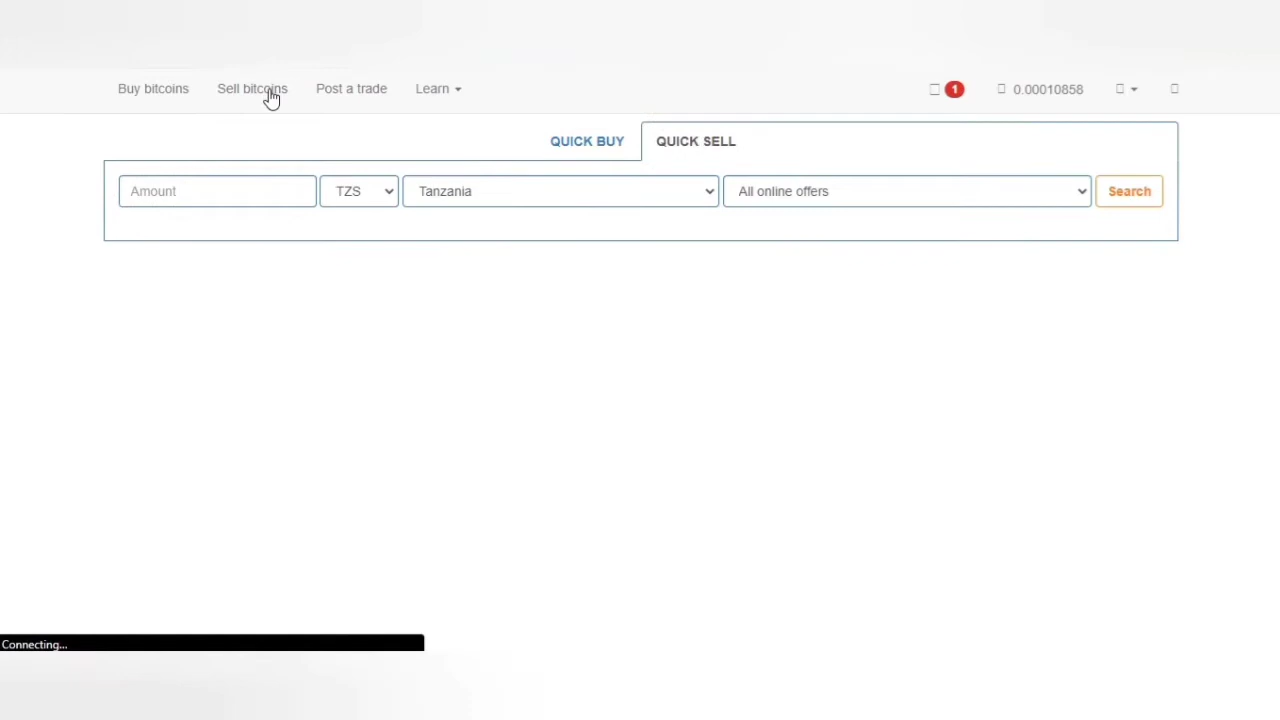 Buy bitcoins Sell bitcoins Post a trade Learn 1 0.00010858
QUICK BUY QUICK SELL
Amount TZS Tanzania All online offers Search
Connecting...